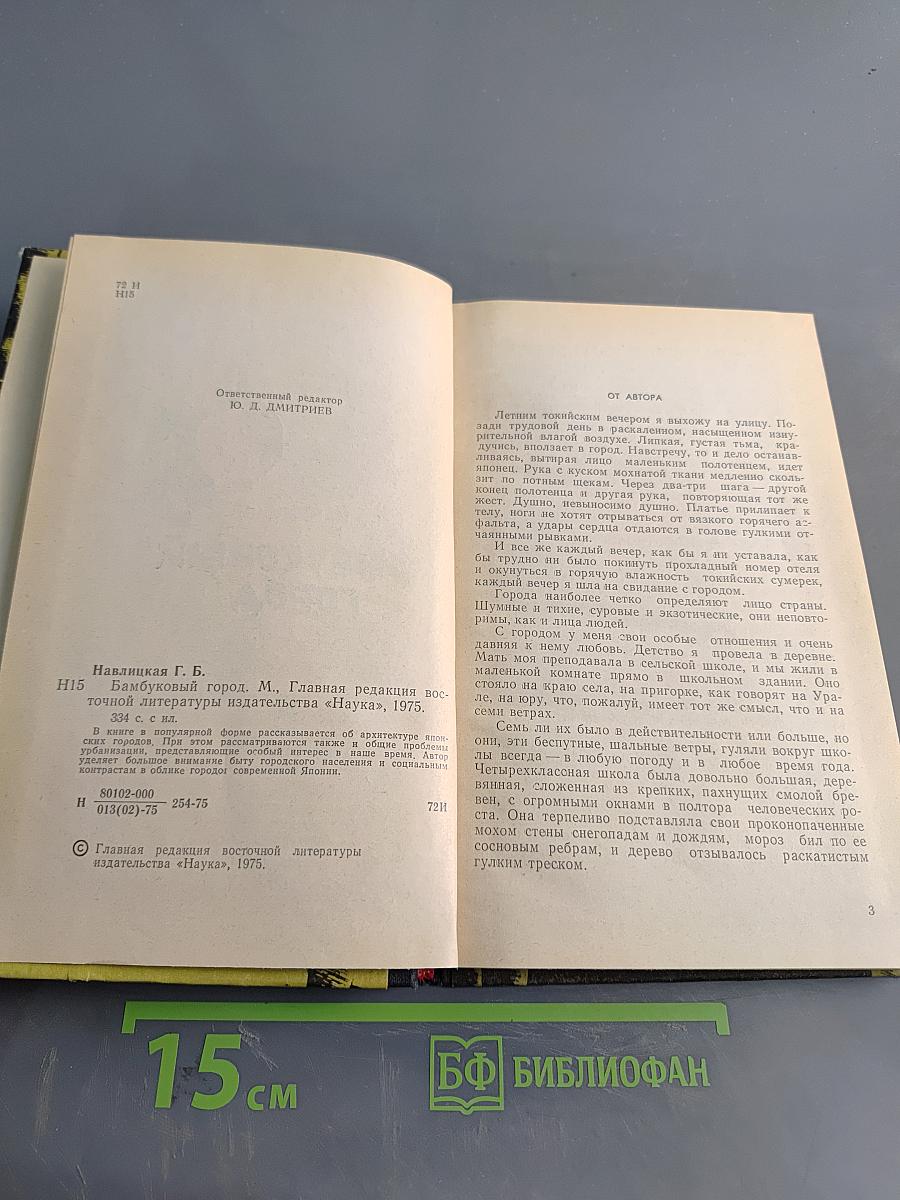 72 И
Н15
Ответственный редактор
Ю. Д. ДМИТРИЕВ
Навлицкая Г. Б.
Н15 Бамбуковый город. М., Главная редакция вос-
точной литературы издательства «Наука», 1975.
334 с. с ил.
В книге в популярной форме рассказывается об архитектуре япон-
ских городов. При этом рассматриваются также и общие проблемы
урбанизации, представляющие особый интерес в наше время. Автор
уделяет большое внимание быту городского населения и социальным
контрастам в облике городов современной Японии.
Н 80102-000
013(02)-75 254-75
72И
© Главная редакция восточной литературы
издательства «Наука», 1975.
ОТ АВТОРА
Летним токийским вечером я выхожу на улицу. По-
зади трудовой день в раскаленном, насыщенном изну-
рительной влагой воздухе. Липкая, густая тьма, кра-
дучись, вползает в город. Навстречу, то и дело останав-
ливаясь, вытирая лицо маленьким полотенцем, идет
японец. Рука с куском мохнатой ткани медленно сколь-
зит по потным щекам. Через два-три шага — другой
конец полотенца и другая рука, повторяющая тот же
жест. Душно, невыносимо душно. Платье прилипает к
телу, ноги не хотят отрываться от вязкого горячего ас-
фальта, а удары сердца отдаются в голове гулкими от-
чаянными рывками.
И все же каждый вечер, как бы я ни уставала, как
бы трудно ни было покинуть прохладный номер отеля
и окунуться в горячую влажность токийских сумерек,
каждый вечер я шла на свидание с городом.
Города наиболее четко определяют лицо страны.
Шумные и тихие, суровые и экзотические, они неповто-
римы, как и лица людей.
С городом у меня свои особые отношения и очень
давняя к нему любовь. Детство я провела в деревне.
Мать моя преподавала в сельской школе, и мы жили в
маленькой комнате прямо в школьном здании. Оно
стояло на краю села, на пригорке, как говорят на Ура-
ле, на юру, что, пожалуй, имеет тот же смысл, что и на
семи ветрах.
Семь ли их было в действительности или больше, но
они, эти беспутные, шальные ветры, гуляли вокруг шко-
лы всегда — в любую погоду и в любое время года.
Четырехклассная школа была довольно большая, дере-
вянная, сложенная из крепких, пахнущих смолой бре-
вен, с огромными окнами в полтора человеческих ро-
ста. Она терпеливо подставляла свои проконопаченные
мохом стены снегопадам и дождям, мороз бил по ее
сосновым ребрам, и дерево отзывалось раскатистым
гулким треском.
3
15 см
БФ БИБЛИОФАН